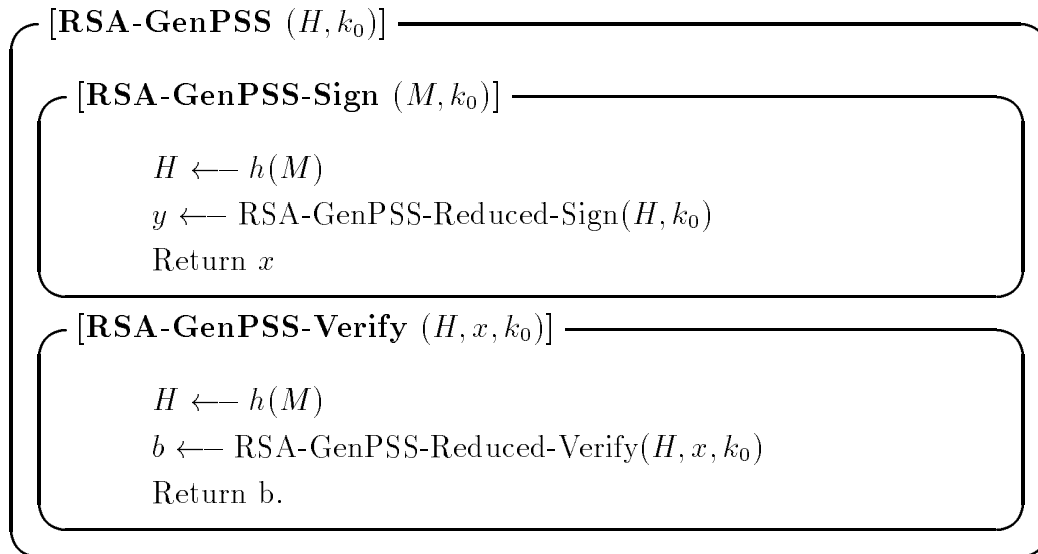 [RSA-GenPSS (H, k₀)]
[RSA-GenPSS-Sign (M, k₀)]
H ⟵ h(M)
y ⟵ RSA-GenPSS-Reduced-Sign(H, k₀)
Return x
[RSA-GenPSS-Verify (H, x, k₀)]
H ⟵ h(M)
b ⟵ RSA-GenPSS-Reduced-Verify(H, x, k₀)
Return b.